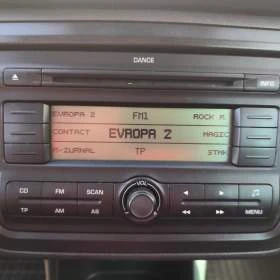 DANCE
INFO
EVROPA 2 FM1 ROCK R.
CONTACT EVROPA 2 MAGIC
R-ZURNAL TP STMK
CD FM SCAN VOL
TP AM AS MENU